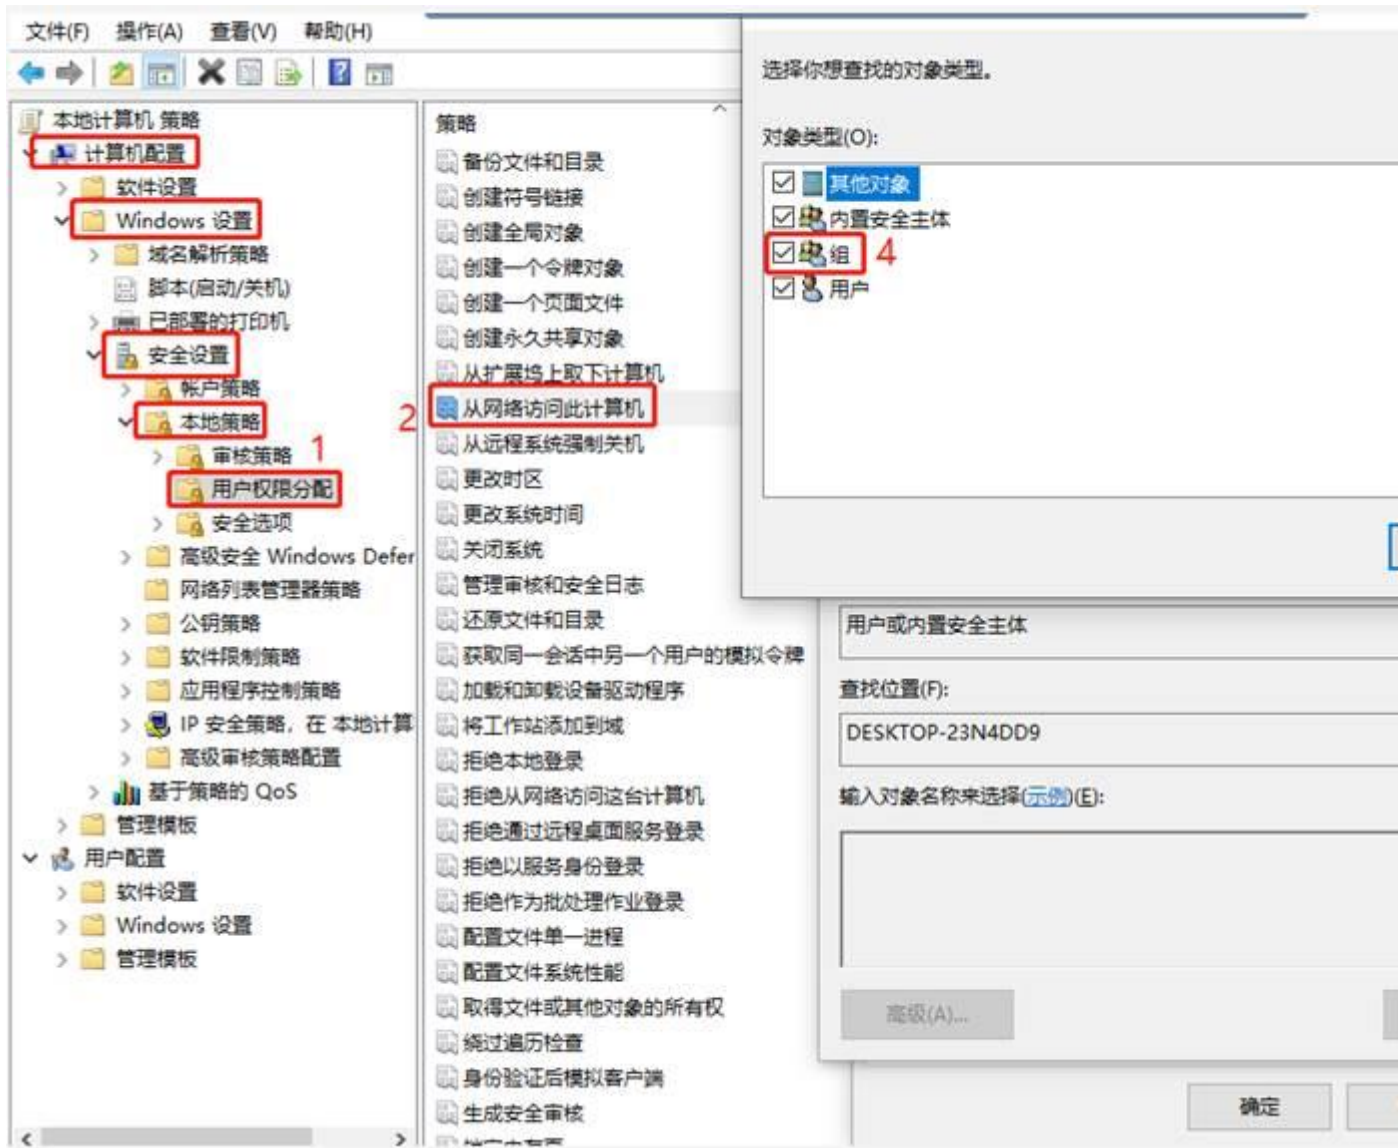 文件(F) 操作(A) 查看(V) 帮助(H)
本地计算机 策略
计算机配置
软件设置
Windows 设置
域名解析策略
脚本(启动/关机)
已部署的打印机
安全设置
帐户策略
本地策略
审核策略
1
用户权限分配
安全选项
高级安全 Windows Defer
网络列表管理器策略
公钥策略
软件限制策略
应用程序控制策略
IP 安全策略，在 本地计算
高级审核策略配置
基于策略的 QoS
管理模板
用户配置
软件设置
Windows 设置
管理模板
策略
备份文件和目录
创建符号链接
创建全局对象
创建一个令牌对象
创建一个页面文件
创建永久共享对象
从扩展坞上取下计算机
2
从网络访问此计算机
从远程系统强制关机
更改时区
更改系统时间
关闭系统
管理审核和安全日志
还原文件和目录
获取同一会话中另一个用户的模拟令牌
加载和卸载设备驱动程序
将工作站添加到域
拒绝本地登录
拒绝从网络访问这台计算机
拒绝通过远程桌面服务登录
拒绝以服务身份登录
拒绝作为批处理作业登录
配置文件单一进程
配置文件系统性能
取得文件或其他对象的所有权
绕过遍历检查
身份验证后模拟客户端
生成安全审核
选择你想查找的对象类型。
对象类型(O):
其他对象
内置安全主体
组 4
用户
用户或内置安全主体
查找位置(F):
DESKTOP-23N4DD9
输入对象名称来选择(示例)(E):
高级(A)...
确定